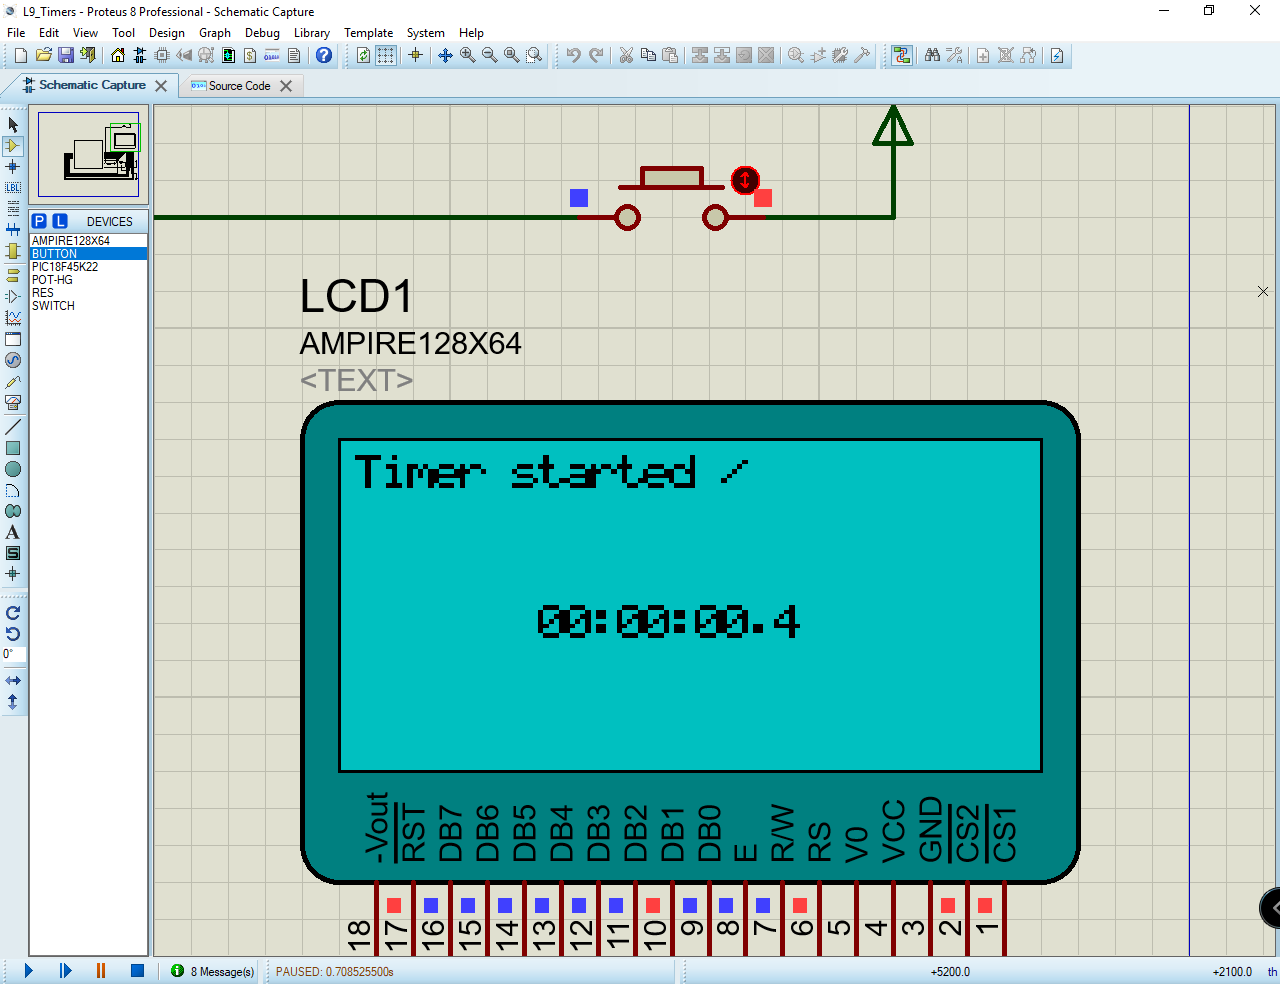 L9_Timers - Proteus 8 Professional - Schematic Capture
File Edit View Tool Design Graph Debug Library Template System Help
Schematic Capture
Source Code
LBL
P L DEVICES
AMPIRE128X64
BUTTON
PIC18F45K22
POT-HG
RES
SWITCH
A
S
0°
LCD1
AMPIRE128X64
<TEXT>
Timer started /
00:00:00.4
-Vout RST DB7 DB6 DB5 DB4 DB3 DB2 DB1 DB0 E R/W RS V0 VCC GND CS2 CS1
18 17 16 15 14 13 12 11 10 9 8 7 6 5 4 3 2 1
8 Message(s)
PAUSED: 0.708525500s
+5200.0
+2100.0
th